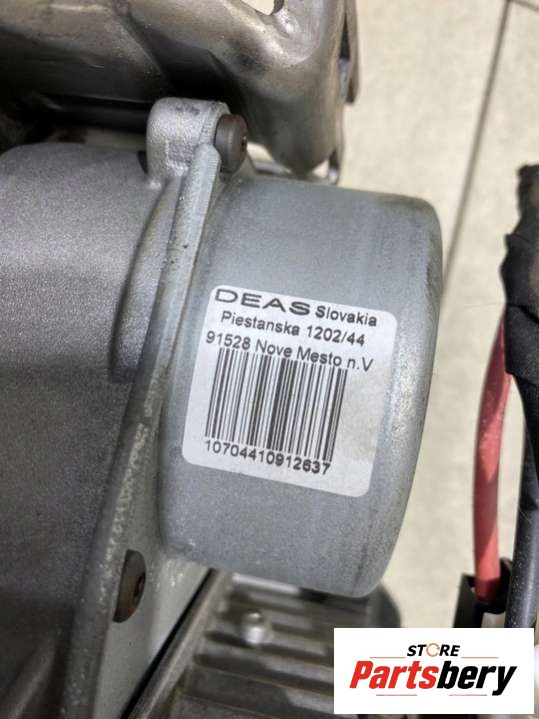 DEAS Slovakia
Piestanska 1202/44
91528 Nove Mesto n.V
10704410912637
STORE
Partsbery